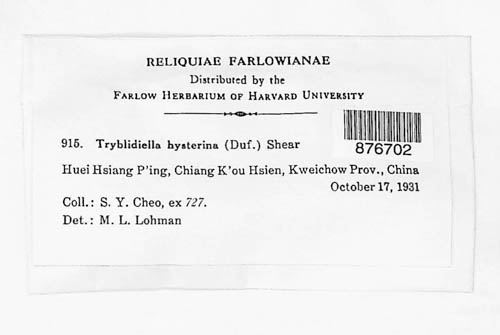 RELIQUIAE FARLOWIANAE
Distributed by the
FARLOW HERBARIUM OF HARVARD UNIVERSITY
876702
915. Tryblidiella hysterina (Duf.) Shear
Huei Hsiang P'ing, Chiang K'ou Hsien, Kweichow Prov., China
October 17, 1931
Coll.: S. Y. Cheo, ex 727.
Det.: M. L. Lohman